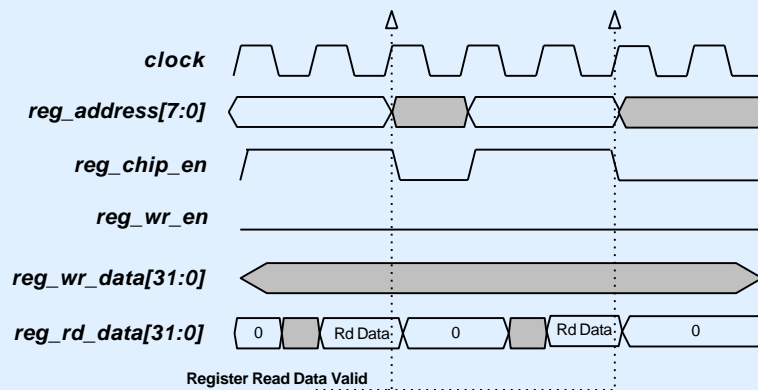 clock
reg_address[7:0]
reg_chip_en
reg_wr_en
reg_wr_data[31:0]
reg_rd_data[31:0] 0 Rd Data 0 Rd Data 0
Register Read Data Valid